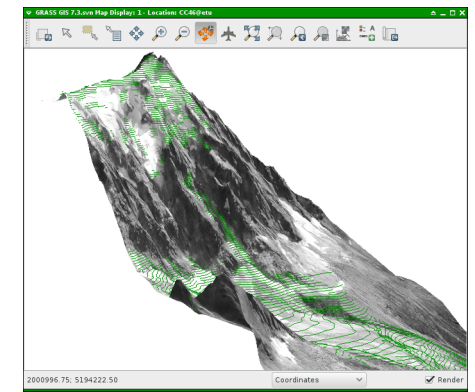 GRASS GIS 7.3.svn Map Display: 1 - Location: CC46@etu
2000996.75; 5194222.50
Coordinates
Render